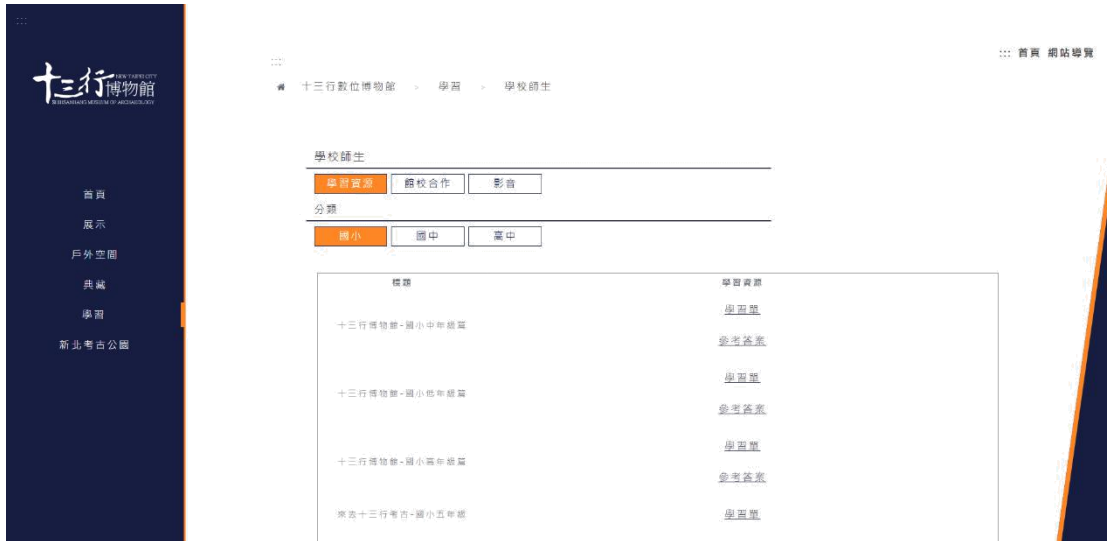 :::
十三行博物館
NEW TAIPEI CITY
SHIHSANHANG MUSEUM OF ARCHAEOLOGY
首頁
展示
戶外空間
典藏
學習
新北考古公園
::: 首頁 網站導覽
:::
十三行數位博物館 > 學習 > 學校師生
學校師生
學習資源 館校合作 影音
分類
國小 國中 高中
標題 學習資源
十三行博物館-國小中年級篇
學習單
參考答案
十三行博物館-國小低年級篇
學習單
參考答案
十三行博物館-國小高年級篇
學習單
參考答案
來去十三行考古-國小五年級 學習單